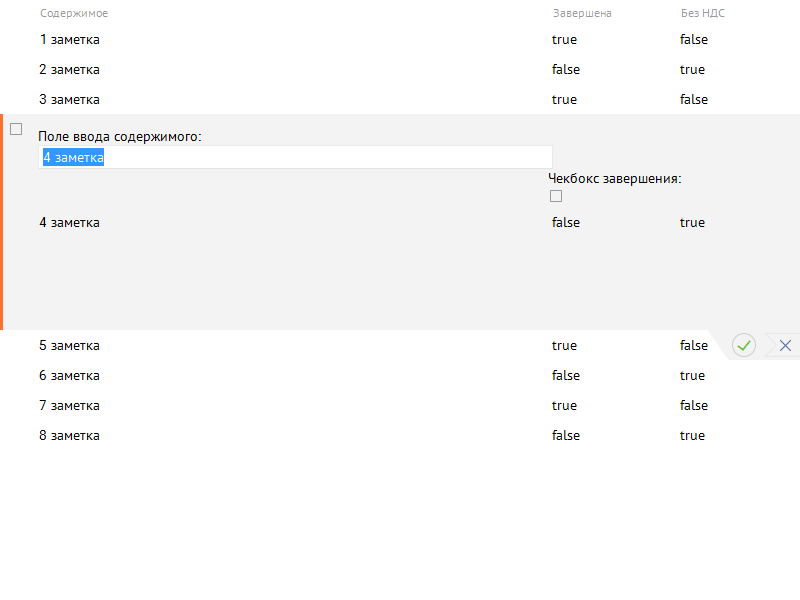 Содержимое Завершена Без НДС
1 заметка true false
2 заметка false true
3 заметка true false
Поле ввода содержимого:
4 заметка
Чекбокс завершения:
4 заметка false true
5 заметка true false
6 заметка false true
7 заметка true false
8 заметка false true